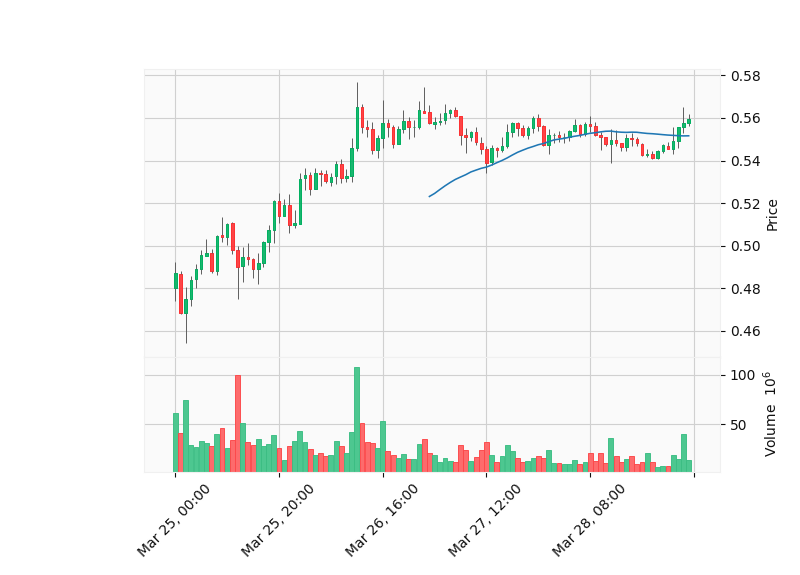 0.58
0.56
0.54
0.52
0.50
0.48
0.46
Price
100
50
Volume 10⁶
Mar 25, 00:00
Mar 25, 20:00
Mar 26, 16:00
Mar 27, 12:00
Mar 28, 08:00